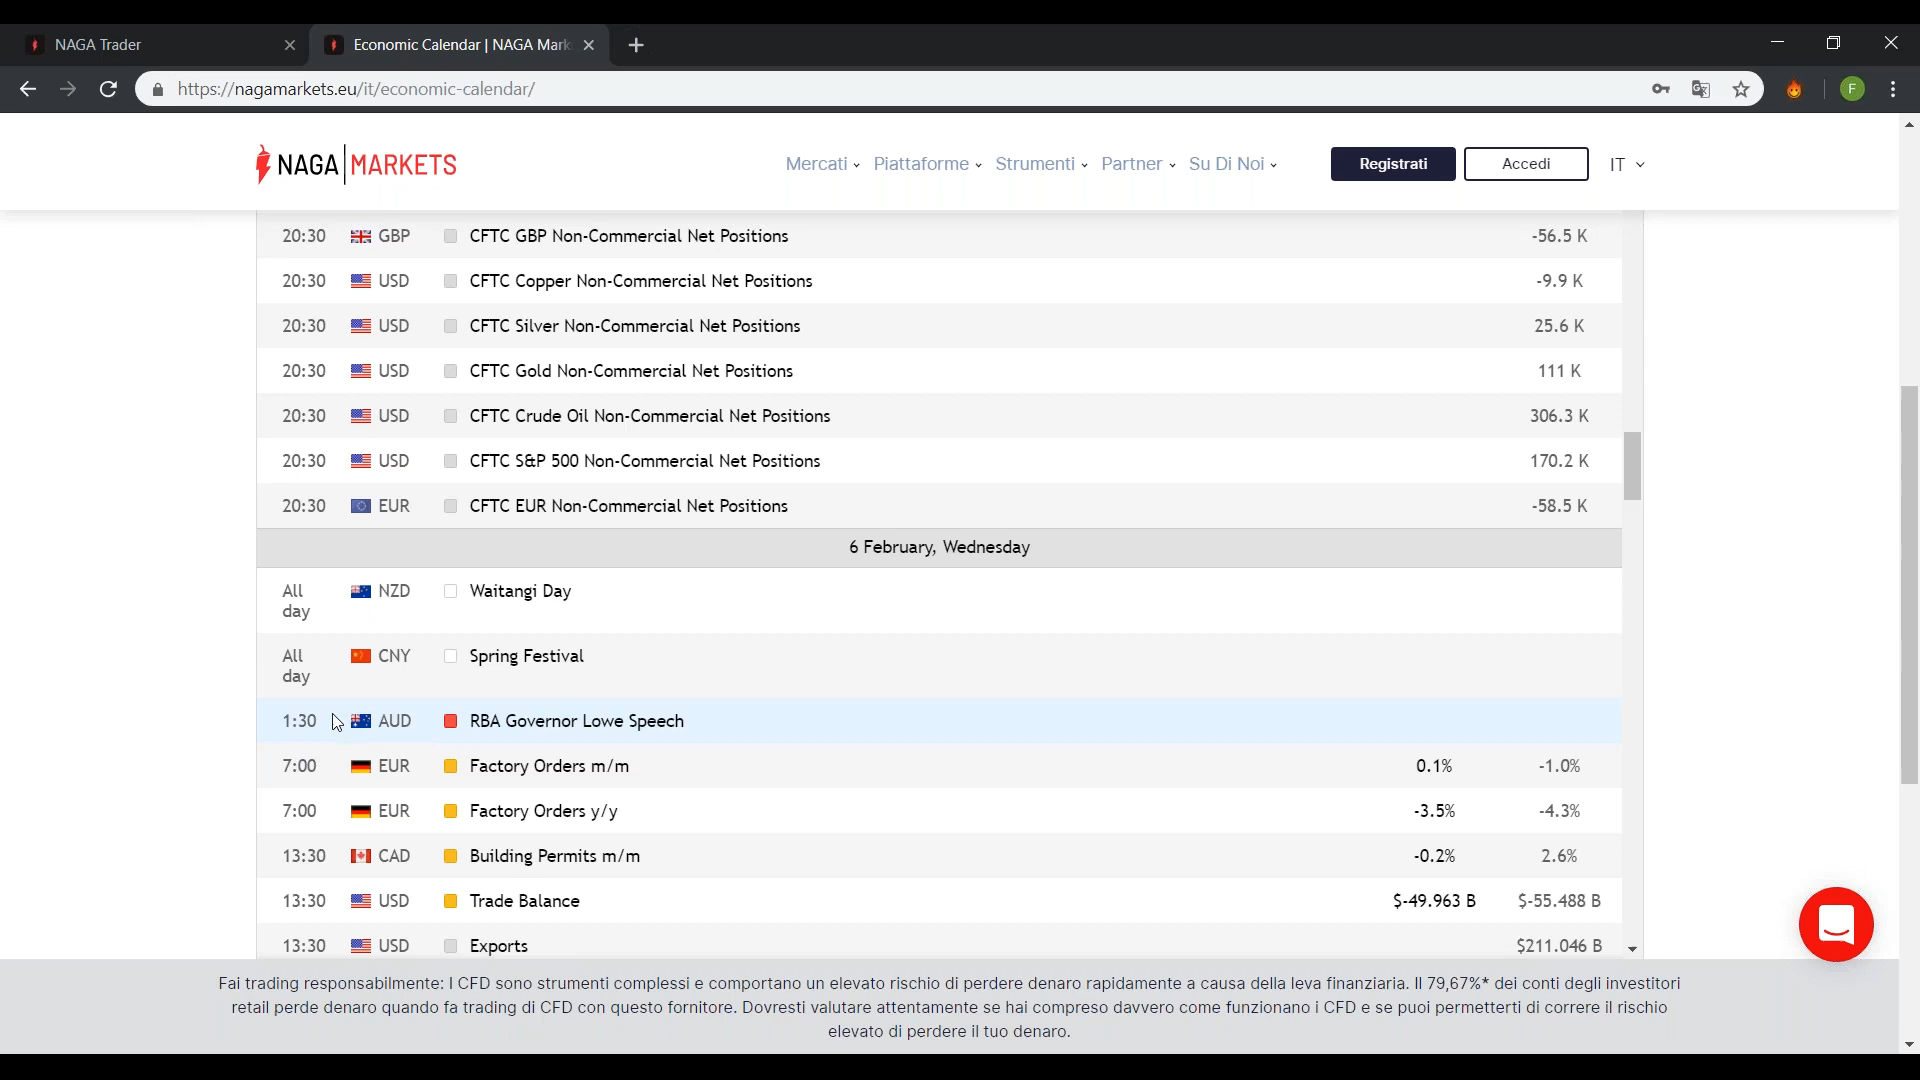 NAGA Trader
Economic Calendar | NAGA Mark
https://nagamarkets.eu/it/economic-calendar/
F
NAGA|MARKETS
Mercati Piattaforme Strumenti Partner Su Di Noi Registrati Accedi IT
20:30 GBP CFTC GBP Non-Commercial Net Positions -56.5 K
20:30 USD CFTC Copper Non-Commercial Net Positions -9.9 K
20:30 USD CFTC Silver Non-Commercial Net Positions 25.6 K
20:30 USD CFTC Gold Non-Commercial Net Positions 111 K
20:30 USD CFTC Crude Oil Non-Commercial Net Positions 306.3 K
20:30 USD CFTC S&P 500 Non-Commercial Net Positions 170.2 K
20:30 EUR CFTC EUR Non-Commercial Net Positions -58.5 K
6 February, Wednesday
All day NZD Waitangi Day
All day CNY Spring Festival
1:30 AUD RBA Governor Lowe Speech
7:00 EUR Factory Orders m/m 0.1% -1.0%
7:00 EUR Factory Orders y/y -3.5% -4.3%
13:30 CAD Building Permits m/m -0.2% 2.6%
13:30 USD Trade Balance $-49.963 B $-55.488 B
13:30 USD Exports $211.046 B
Fai trading responsabilmente: I CFD sono strumenti complessi e comportano un elevato rischio di perdere denaro rapidamente a causa della leva finanziaria. Il 79,67%* dei conti degli investitori
retail perde denaro quando fa trading di CFD con questo fornitore. Dovresti valutare attentamente se hai compreso davvero come funzionano i CFD e se puoi permetterti di correre il rischio
elevato di perdere il tuo denaro.